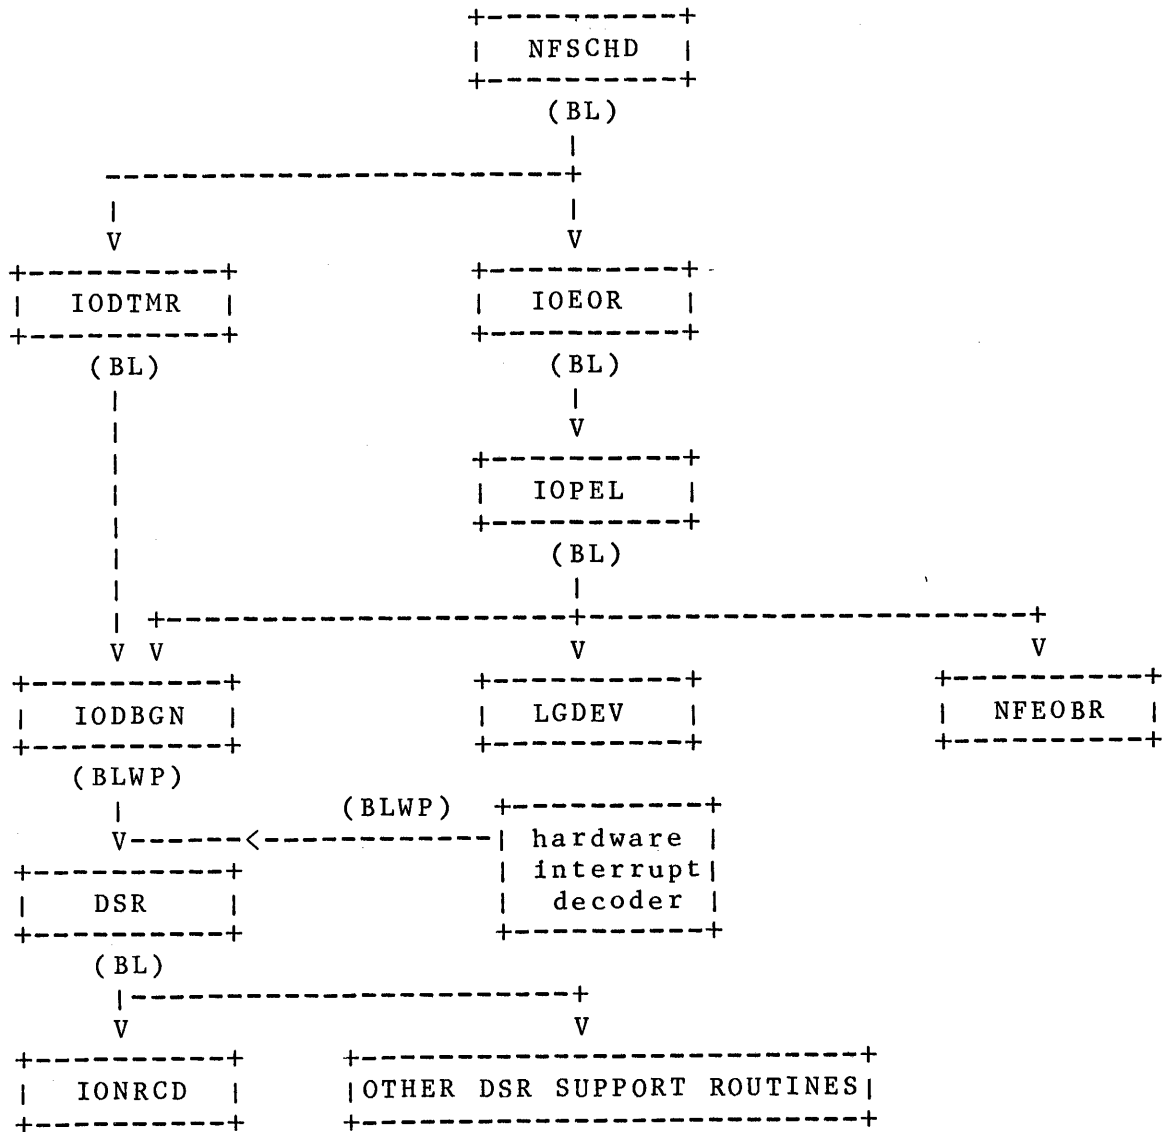 NFSCHD
(BL)
V V
IODTMR IOEOR
(BL) (BL)
V
IOPEL
(BL)
V V V V
IODBGN LGDEV NFEOBR
(BLWP)
(BLWP)
V hardware
interrupt
DSR decoder
(BL)
V V
IONRCD OTHER DSR SUPPORT ROUTINES